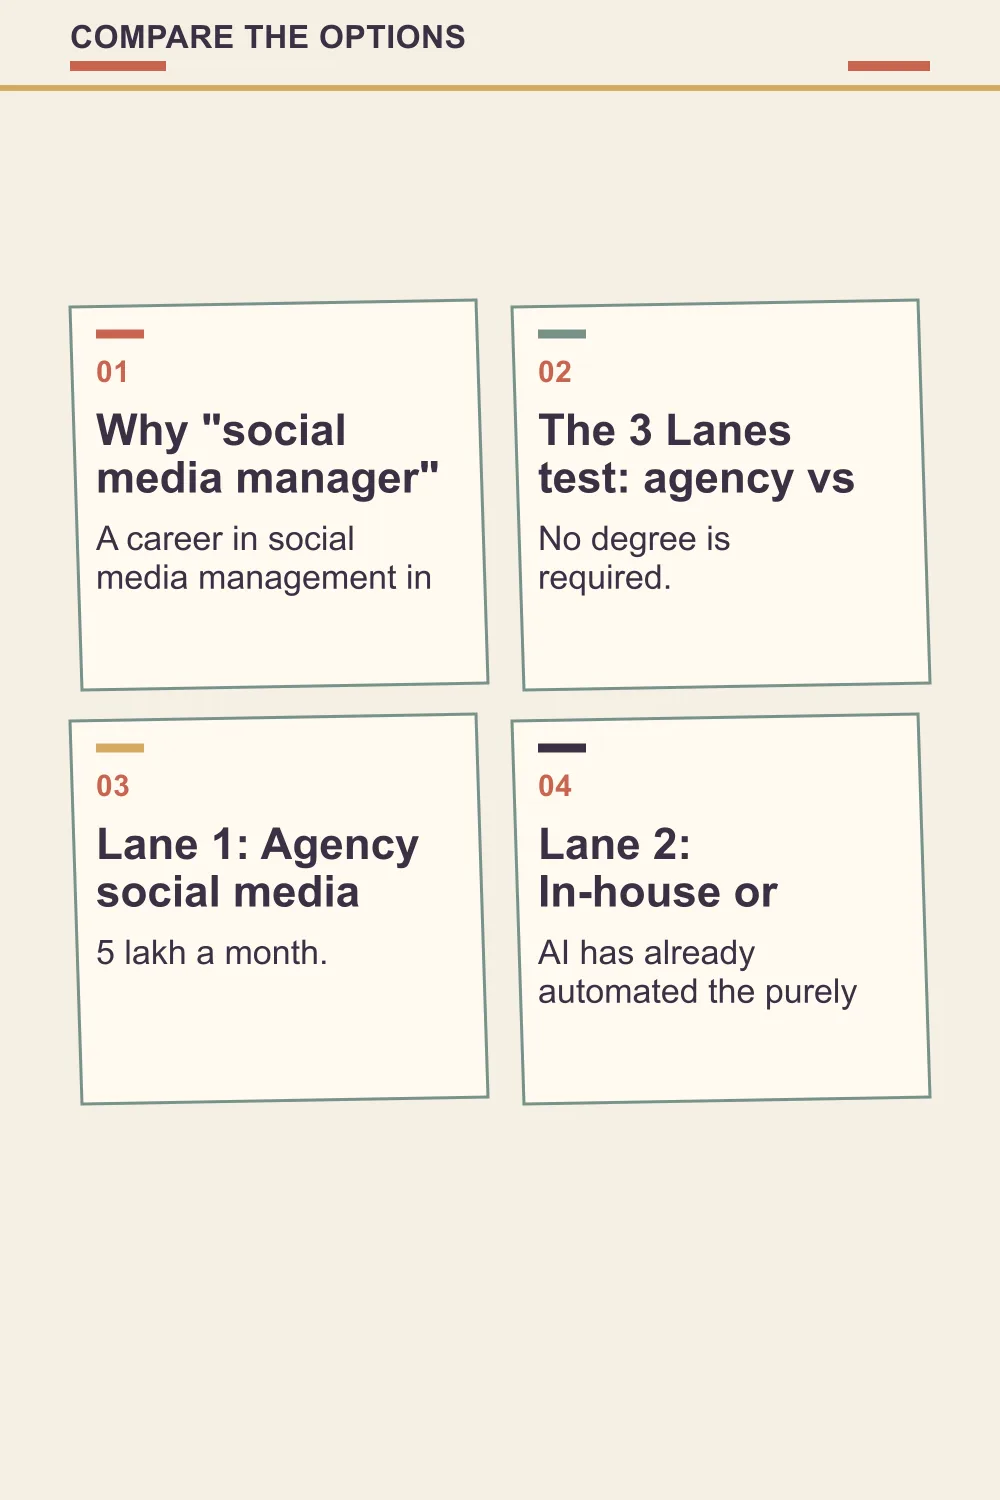 COMPARE THE OPTIONS
01
Why "social
media manager"
A career in social
media management in
02
The 3 Lanes
test: agency vs
No degree is
required.
03
Lane 1: Agency
social media
5 lakh a month.
04
Lane 2:
In-house or
AI has already
automated the purely